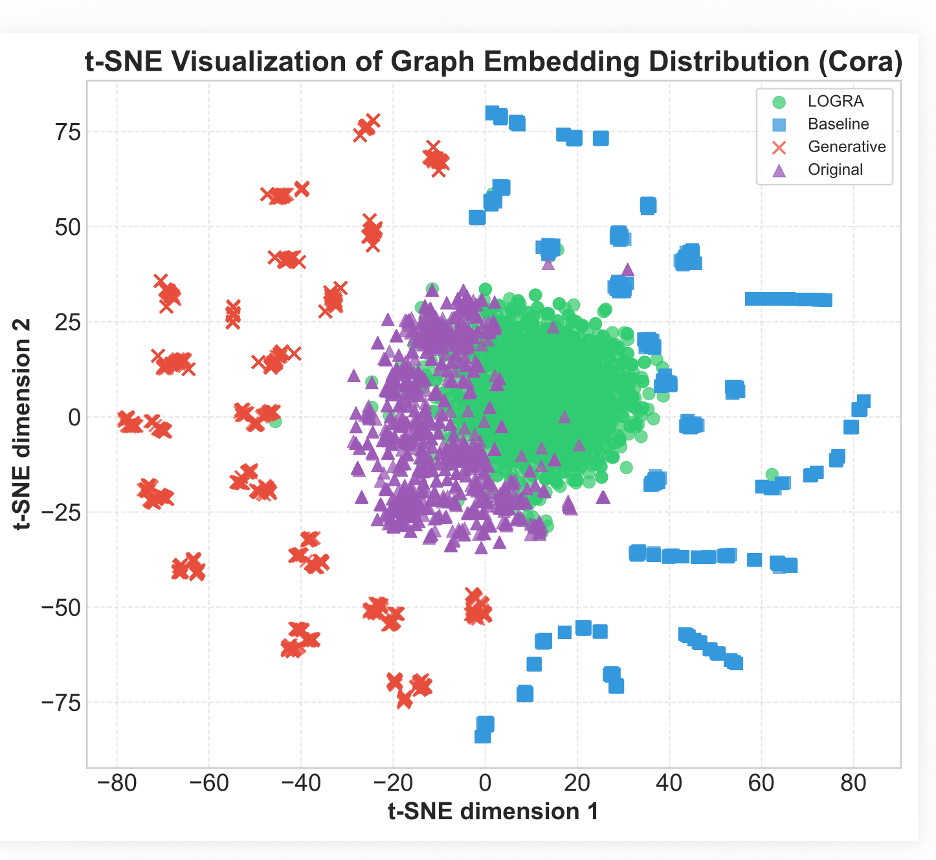 t-SNE Visualization of Graph Embedding Distribution (Cora)
LOGRA
Baseline
Generative
Original
t-SNE dimension 2
75
50
25
0
−25
−50
−75
−80 −60 −40 −20 0 20 40 60 80
t-SNE dimension 1